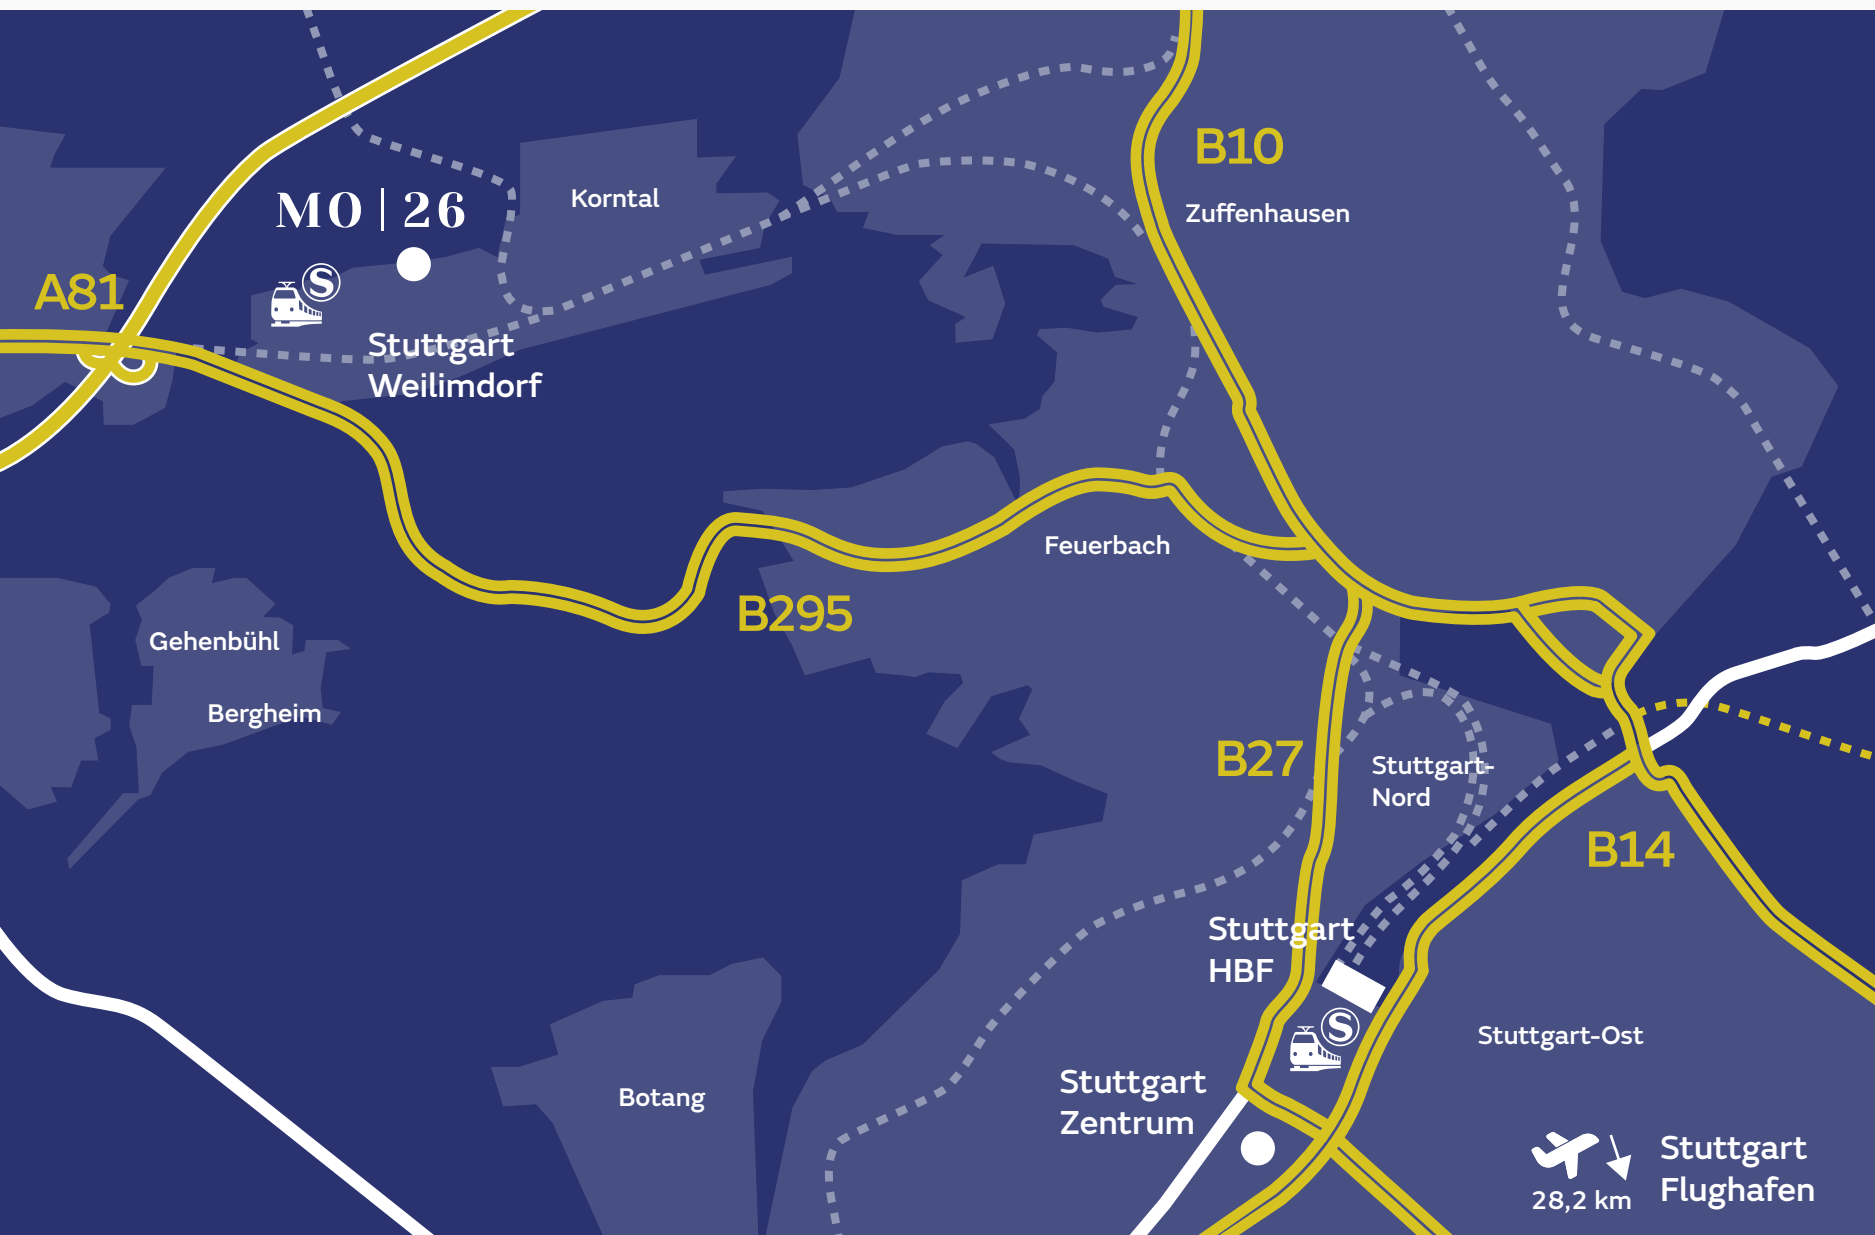 B10
Korntal
MO | 26
Zuffenhausen
A81
S
Stuttgart
Weilimdorf
Feuerbach
B295
Gehenbühl
Bergheim
B27
Stuttgart-
Nord
B14
Stuttgart
HBF
S
Stuttgart-Ost
Stuttgart
Zentrum
Botang
Stuttgart
Flughafen
28,2 km